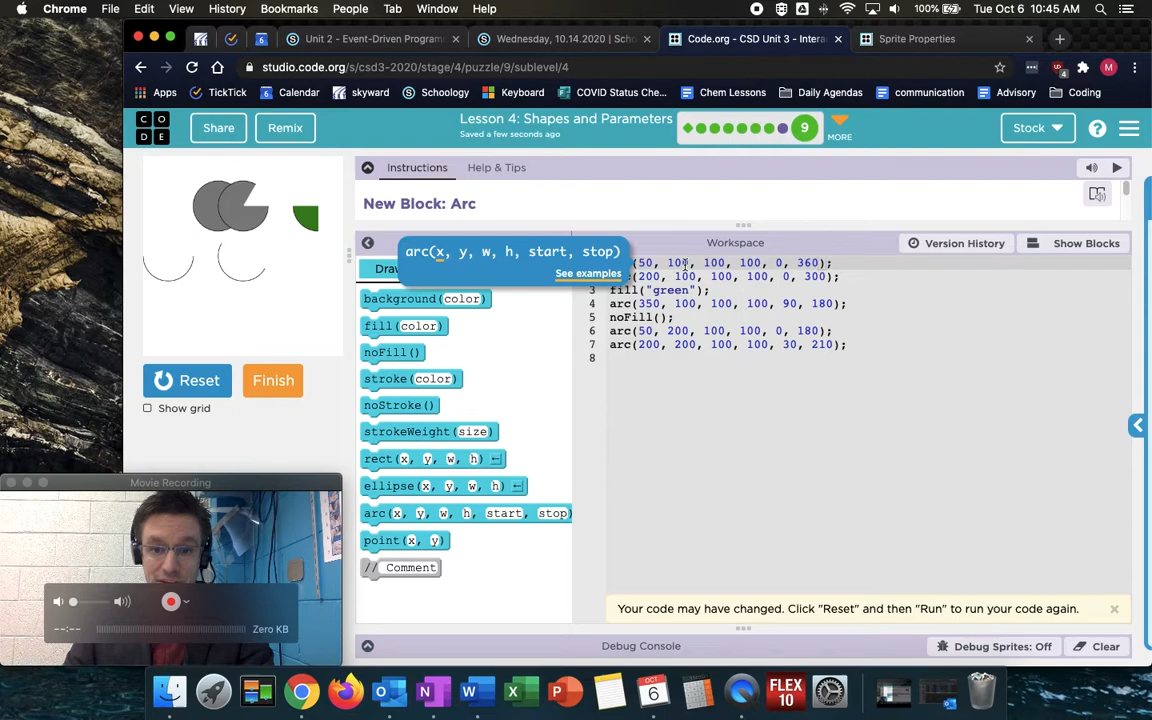 Chrome File Edit View History Bookmarks People Tab Window Help
100% Tue Oct 6 10:45 AM
6 Unit 2 - Event-Driven Program
Wednesday, 10.14.2020 | Scho
Code.org - CSD Unit 3 - Intera
Sprite Properties
studio.code.org/s/csd3-2020/stage/4/puzzle/9/sublevel/4
4 M
Apps TickTick 6 Calendar skyward Schoology Keyboard COVID Status Che... Chem Lessons Daily Agendas communication Advisory Coding
C O
D E
Share Remix
Lesson 4: Shapes and Parameters
Saved a few seconds ago
9
MORE
Stock ?
Instructions Help & Tips
New Block: Arc
Workspace Version History Show Blocks
arc(x, y, w, h, start, stop)
See examples
Draw
background(color)
fill(color)
noFill()
stroke(color)
noStroke()
strokeWeight(size)
rect(x, y, w, h)
ellipse(x, y, w, h)
arc(x, y, w, h, start, stop)
point(x, y)
// Comment
(50, 100, 100, 100, 0, 360);
(200, 100, 100, 100, 0, 300);
3 fill("green");
4 arc(350, 100, 100, 100, 90, 180);
5 noFill();
6 arc(50, 200, 100, 100, 0, 180);
7 arc(200, 200, 100, 100, 30, 210);
8
Reset Finish
Show grid
Movie Recording
--:-- Zero KB
Your code may have changed. Click "Reset" and then "Run" to run your code again.
Debug Console Debug Sprites: Off Clear
OCT
6
FLEX
10